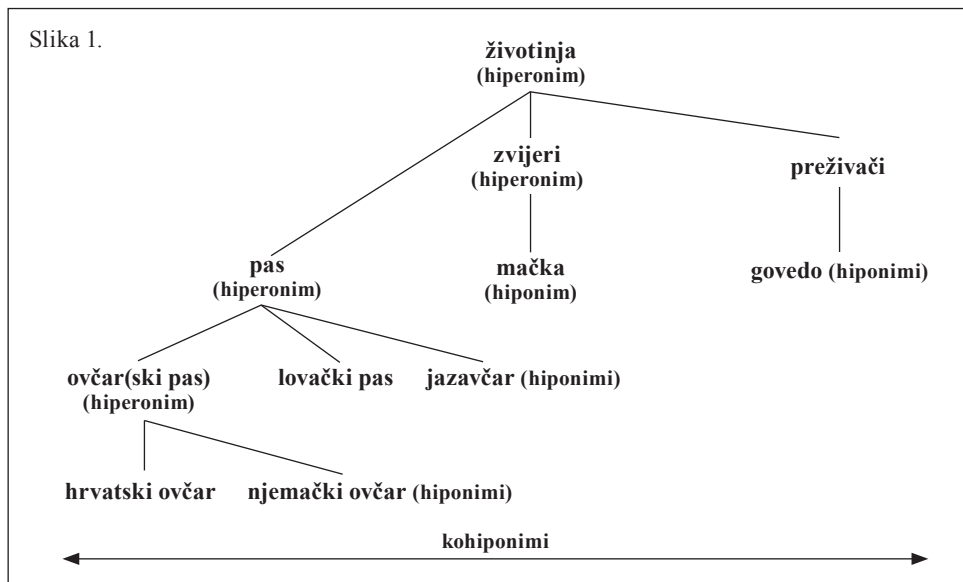 Slika 1.
životinja
(hiperonim)
zvijeri
(hiperonim)
preživači
pas
(hiperonim)
mačka
(hiponim)
govedo (hiponimi)
ovčar(ski pas)
(hiperonim)
lovački pas
jazavčar (hiponimi)
hrvatski ovčar
njemački ovčar (hiponimi)
kohiponimi